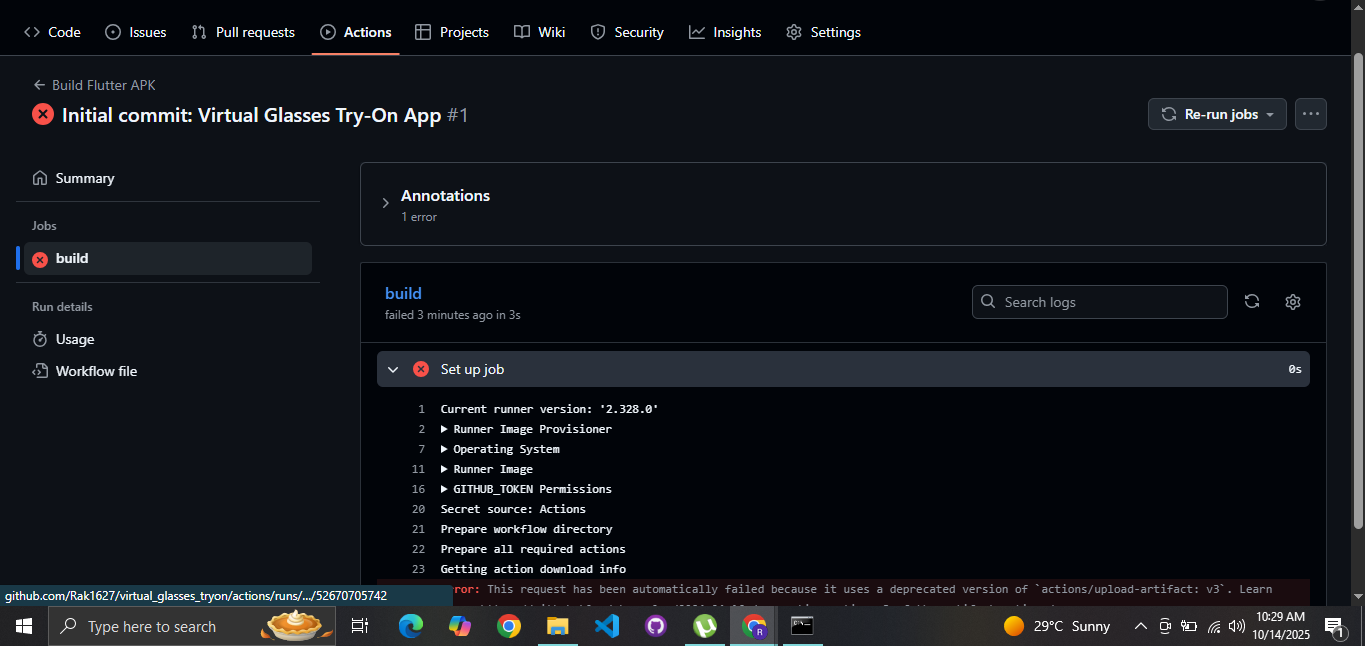 Code Issues Pull requests Actions Projects Wiki Security Insights Settings
Build Flutter APK
Initial commit: Virtual Glasses Try-On App #1
Re-run jobs
Summary
Jobs
build
Run details
Usage
Workflow file
Annotations
1 error
build
failed 3 minutes ago in 3s
Search logs
Set up job 0s
1 Current runner version: '2.328.0'
2 Runner Image Provisioner
7 Operating System
11 Runner Image
16 GITHUB_TOKEN Permissions
20 Secret source: Actions
21 Prepare workflow directory
22 Prepare all required actions
23 Getting action download info
ror: This request has been automatically failed because it uses a deprecated version of `actions/upload-artifact: v3`. Learn
github.com/Rak1627/virtual_glasses_tryon/actions/runs/.../52670705742
Type here to search
R
29°C Sunny
10:29 AM
10/14/2025
1